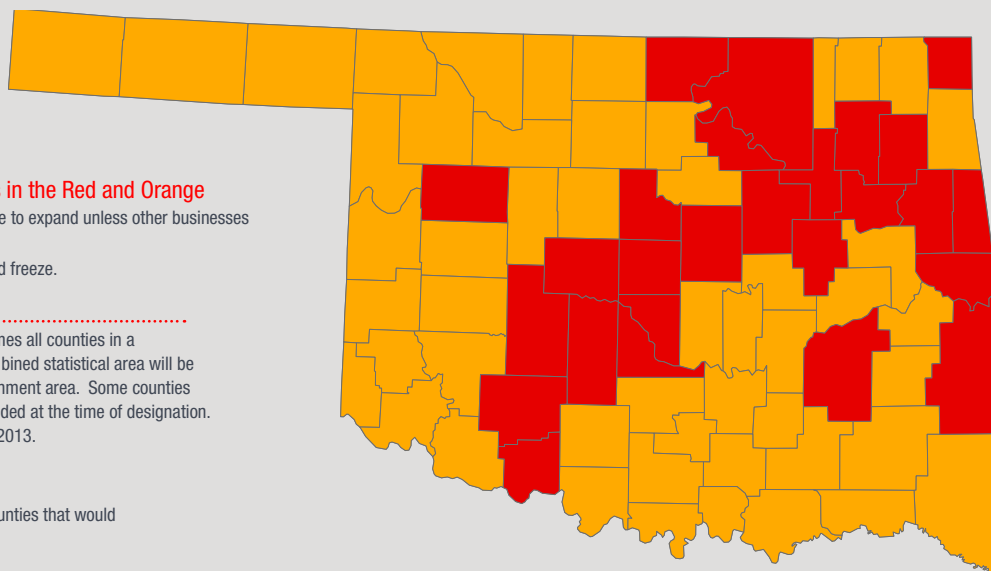 in the Red and Orange
e to expand unless other businesses
d freeze.
mes all counties in a
bined statistical area will be
nment area. Some counties
ded at the time of designation.
2013.
unties that would